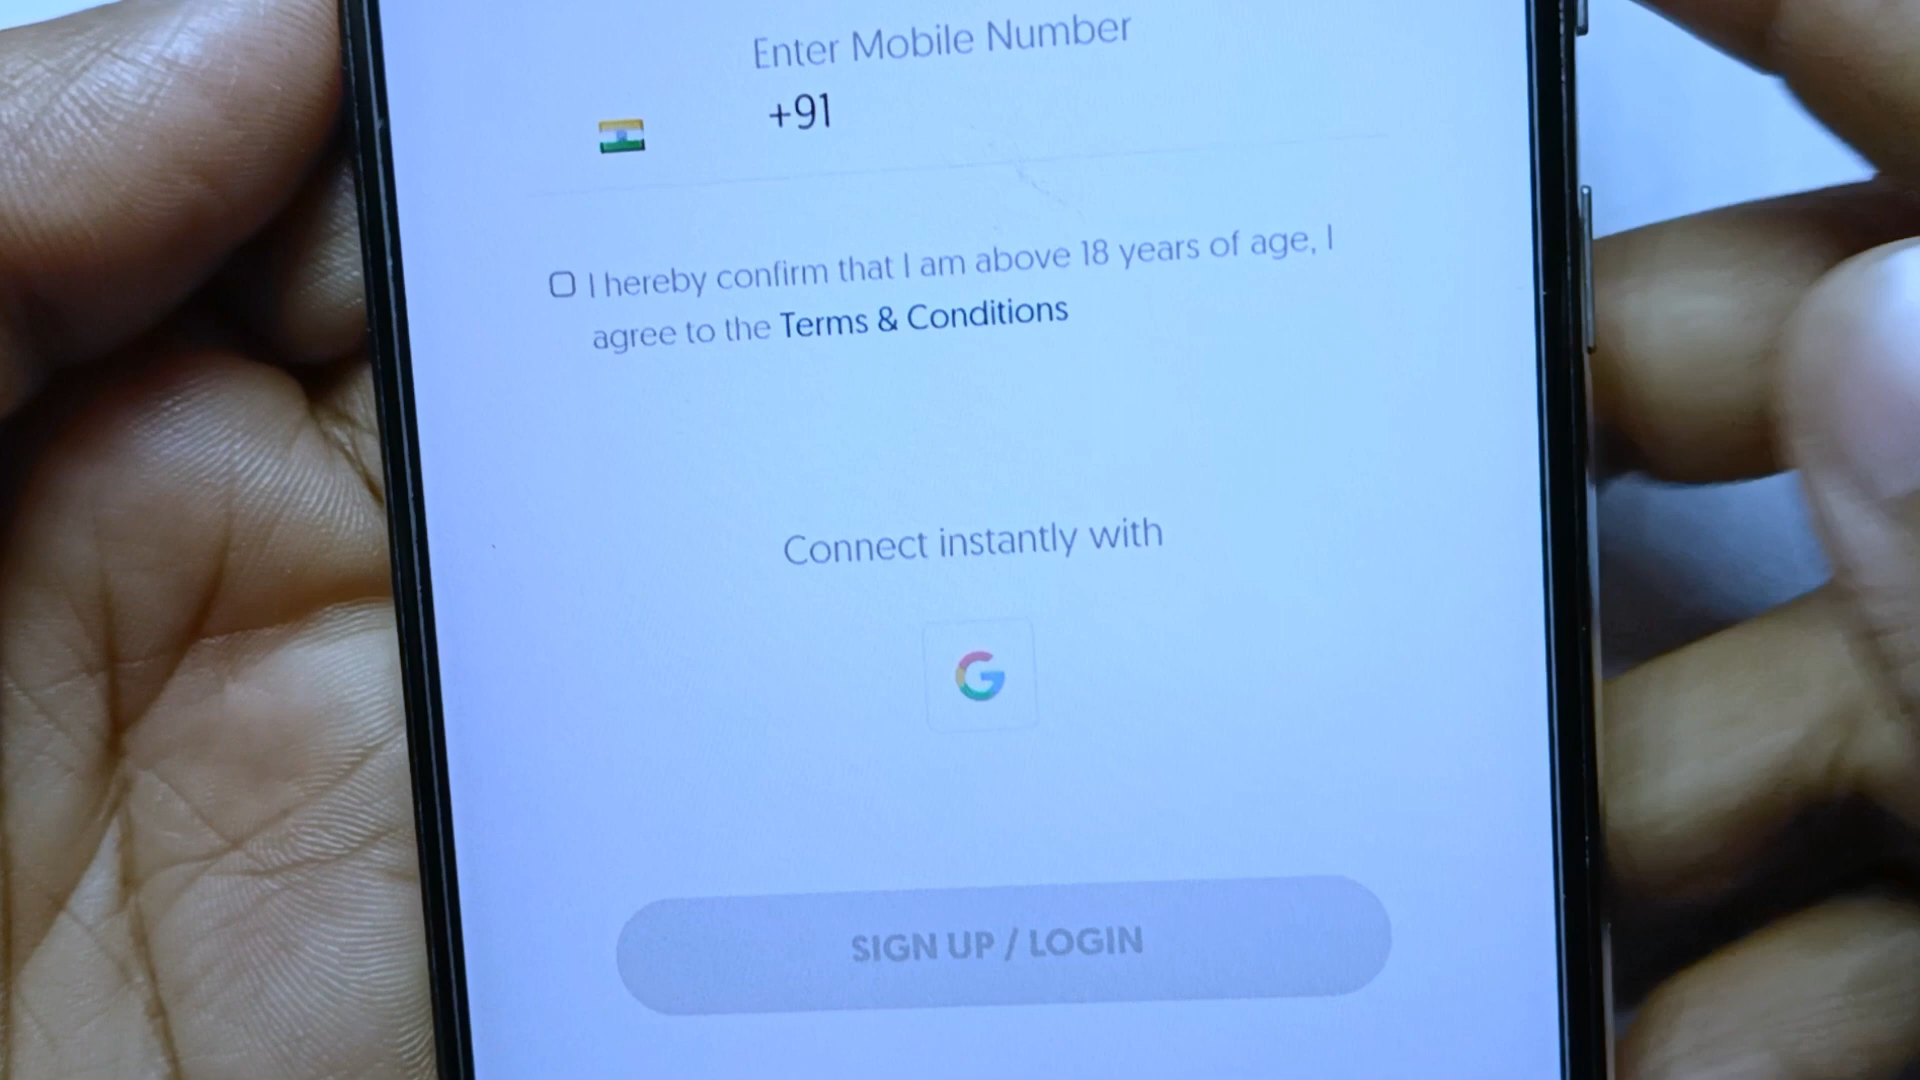 Enter Mobile Number
+91
I hereby confirm that I am above 18 years of age, I
agree to the Terms & Conditions
Connect instantly with
G
SIGN UP / LOGIN